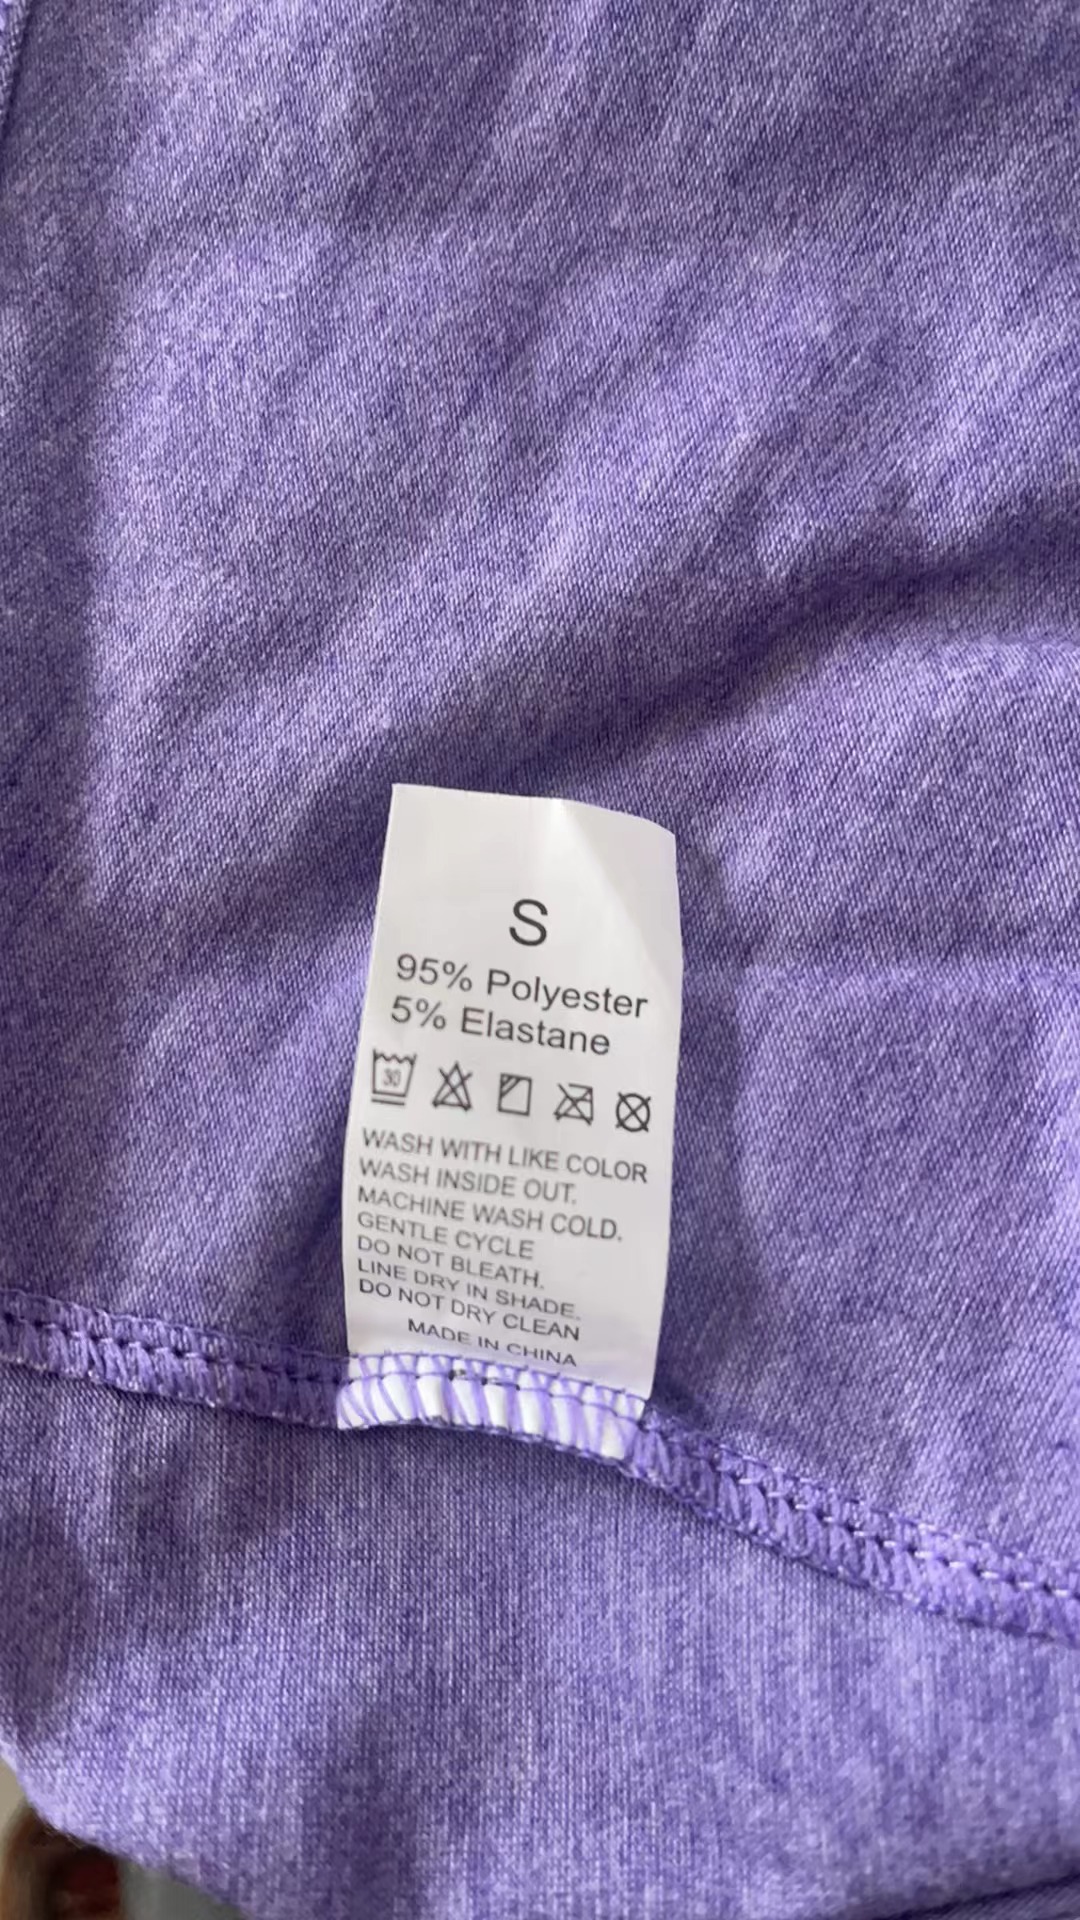 S
95% Polyester
5% Elastane
30
WASH WITH LIKE COLOR
WASH INSIDE OUT.
MACHINE WASH COLD.
GENTLE CYCLE
DO NOT BLEATH.
LINE DRY IN SHADE.
DO NOT DRY CLEAN
MADE IN CHINA